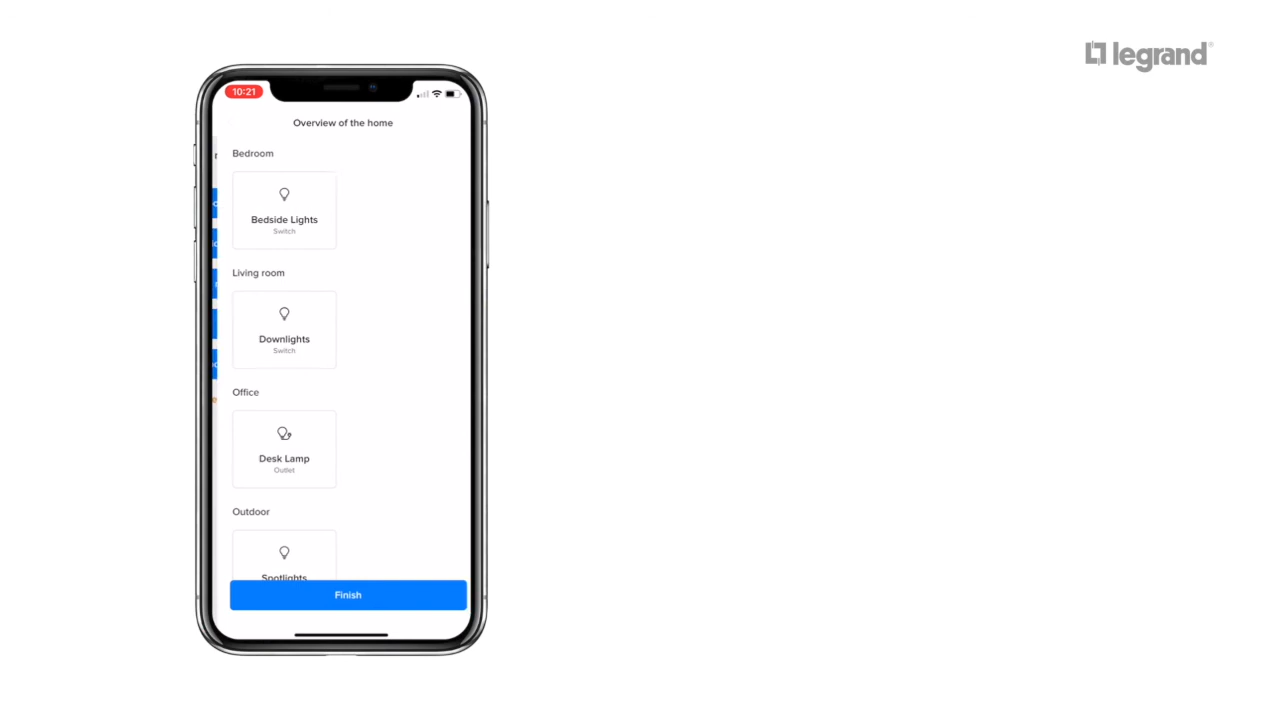 legrand®
10:21
Overview of the home
Bedroom
Bedside Lights
Switch
Living room
Downlights
Switch
Office
Desk Lamp
Outlet
Outdoor
Spotlights
Finish